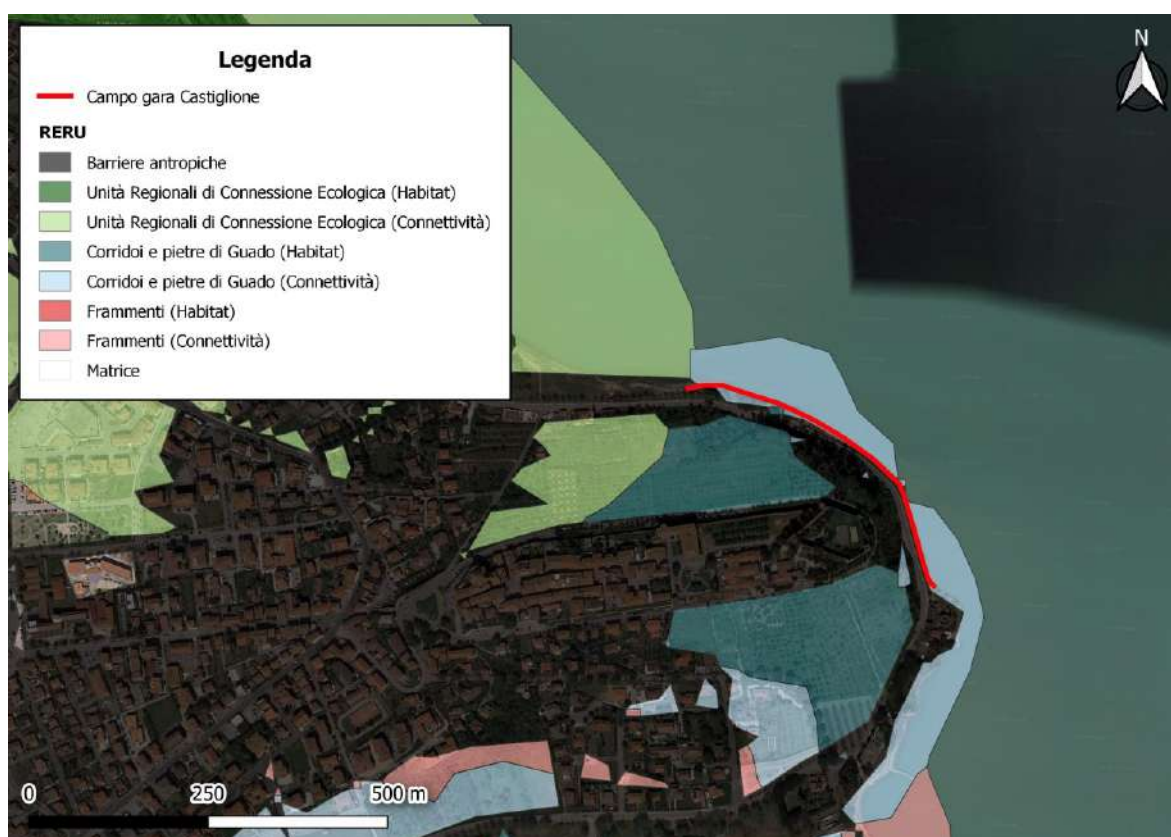 Legenda
Campo gara Castiglione
RERU
Barriere antropiche
Unità Regionali di Connessione Ecologica (Habitat)
Unità Regionali di Connessione Ecologica (Connettività)
Corridoi e pietre di Guado (Habitat)
Corridoi e pietre di Guado (Connettività)
Frammenti (Habitat)
Frammenti (Connettività)
Matrice
N
0 250 500 m